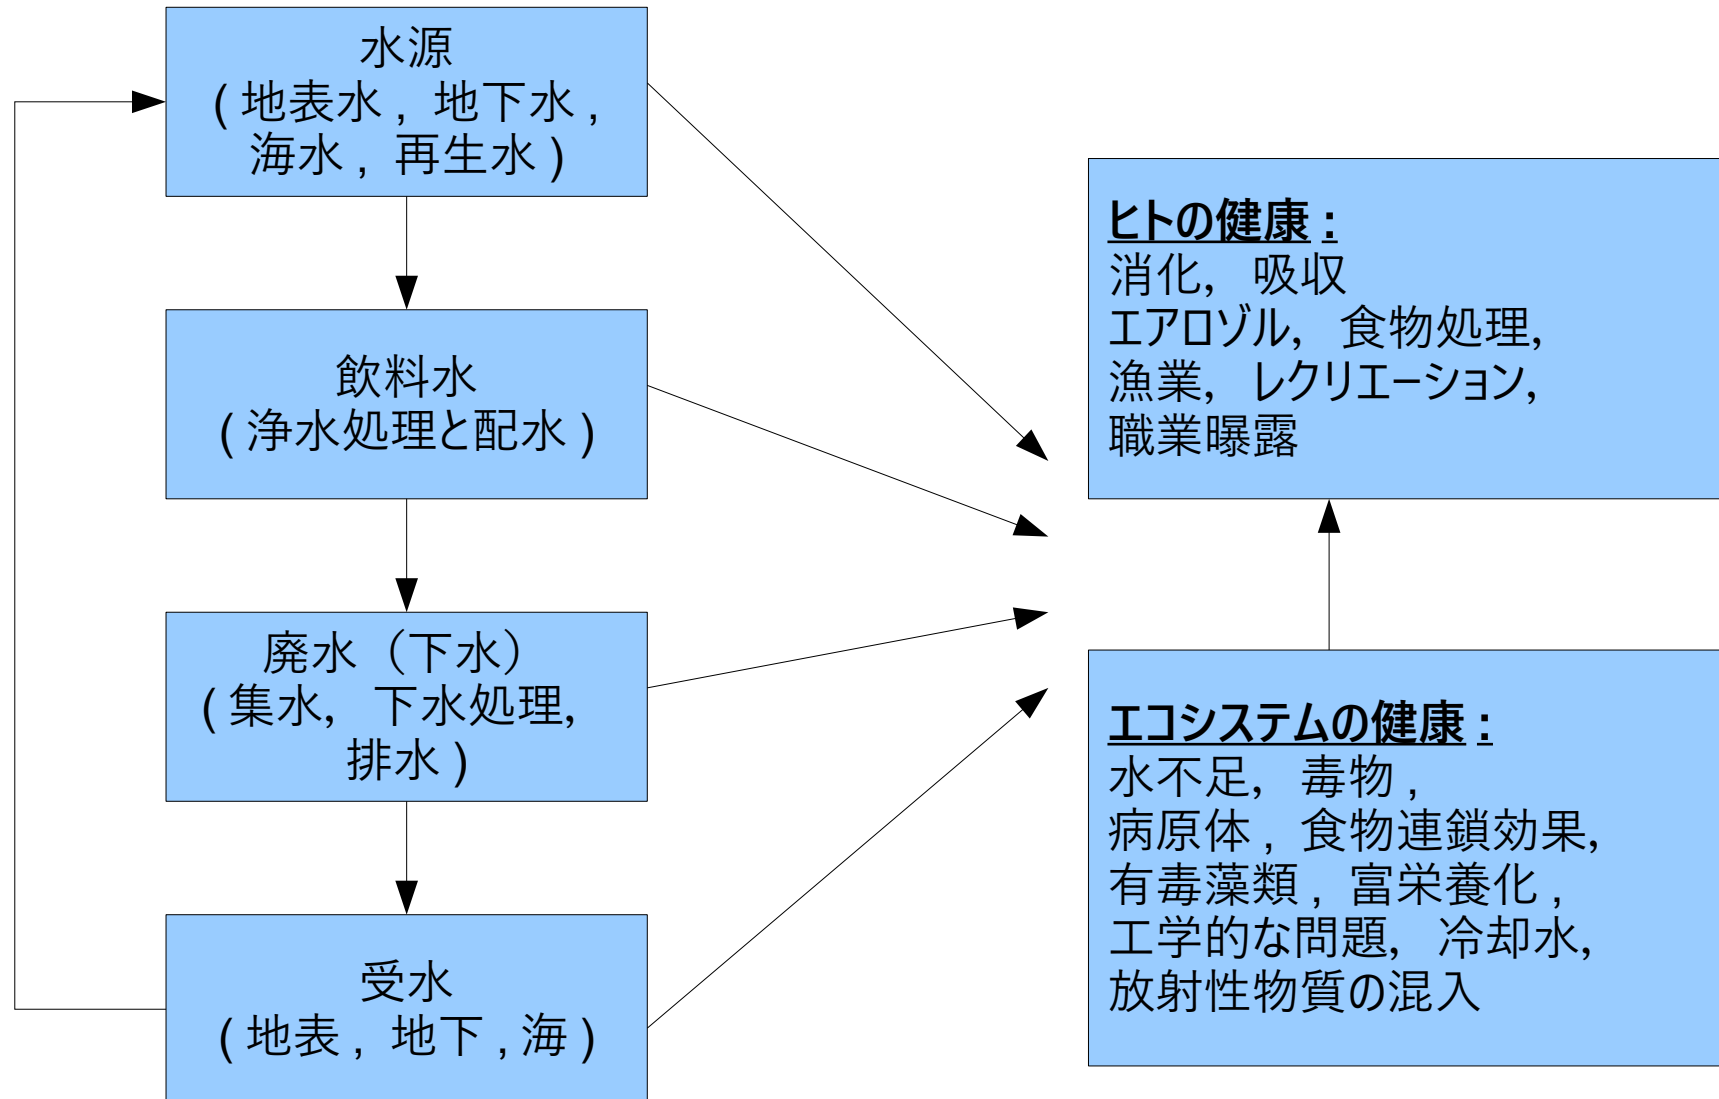 水源
( 地表水 , 地下水 ,
海水 , 再生水 )
飲料水
( 浄水処理と配水 )
廃水（下水）
( 集水, 下水処理,
排水 )
受水
( 地表 , 地下 , 海 )
ヒトの健康 :
消化, 吸収
エアロゾル, 食物処理,
漁業, レクリエーション,
職業曝露
エコシステムの健康 :
水不足, 毒物 ,
病原体 , 食物連鎖効果,
有毒藻類 , 富栄養化 ,
工学的な問題, 冷却水,
放射性物質の混入